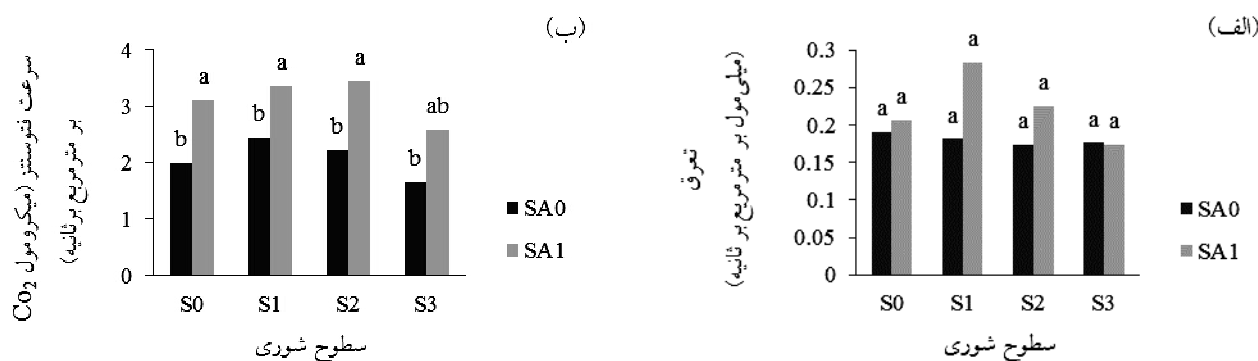 (الف)
تعرق
(میلی‌مول بر مترمربع بر ثانیه)
0.3
0.25
0.2
0.15
0.1
0.05
0
a a a a a a a a
S0 S1 S2 S3
سطوح شوری
SA0
SA1
(ب)
سرعت فتوسنتز (میکرومول Co₂
بر مترمربع برثانیه)
4
3
2
1
0
b a b a b a b ab
S0 S1 S2 S3
سطوح شوری
SA0
SA1